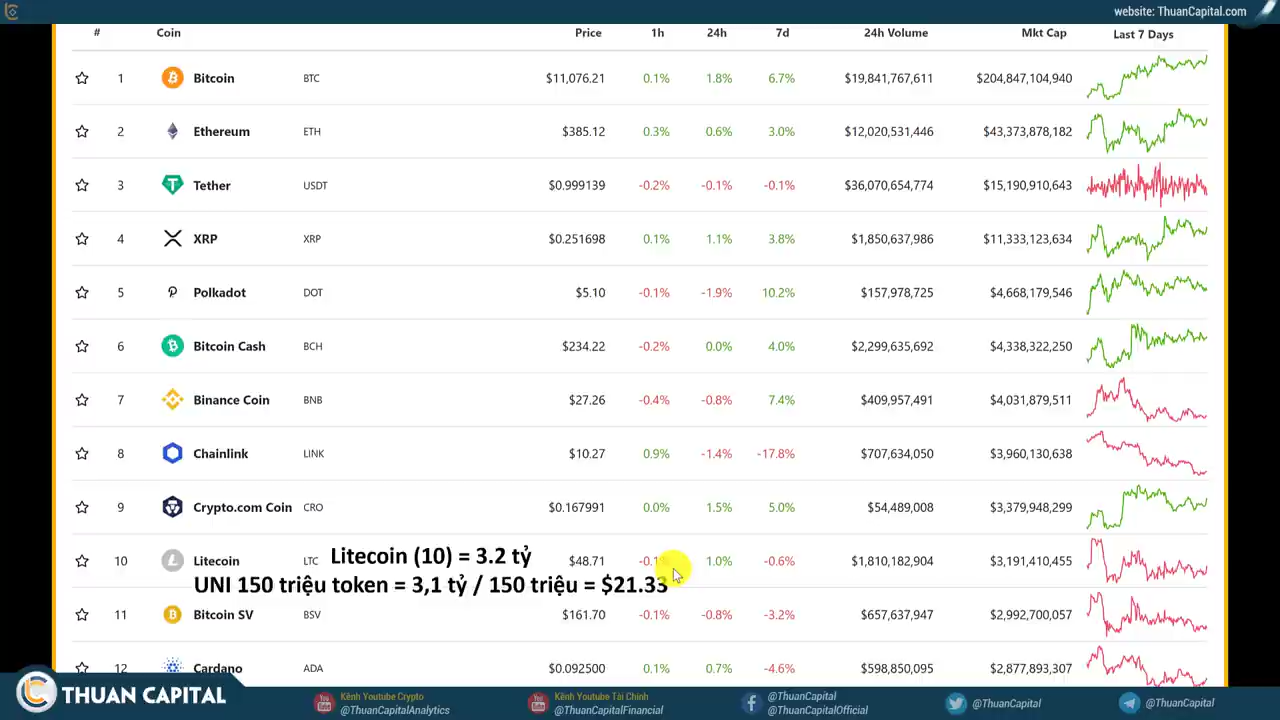 website: ThuanCapital.com
# Coin Price 1h 24h 7d 24h Volume Mkt Cap Last 7 Days
1 Bitcoin BTC $11,076.21 0.1% 1.8% 6.7% $19,841,767,611 $204,847,104,940
2 Ethereum ETH $385.12 0.3% 0.6% 3.0% $12,020,531,446 $43,373,878,182
3 Tether USDT $0.999139 -0.2% -0.1% -0.1% $36,070,654,774 $15,190,910,643
4 XRP XRP $0.251698 0.1% 1.1% 3.8% $1,850,637,986 $11,333,123,634
5 Polkadot DOT $5.10 -0.1% -1.9% 10.2% $157,978,725 $4,668,179,546
6 Bitcoin Cash BCH $234.22 -0.2% 0.0% 4.0% $2,299,635,692 $4,338,322,250
7 Binance Coin BNB $27.26 -0.4% -0.8% 7.4% $409,957,491 $4,031,879,511
8 Chainlink LINK $10.27 0.9% -1.4% -17.8% $707,634,050 $3,960,130,638
9 Crypto.com Coin CRO $0.167991 0.0% 1.5% 5.0% $54,489,008 $3,379,948,299
10 Litecoin LTC $48.71 -0.1% 1.0% -0.6% $1,810,182,904 $3,191,410,455
Litecoin (10) = 3.2 tỷ
UNI 150 triệu token = 3,1 tỷ / 150 triệu = $21.33
11 Bitcoin SV BSV $161.70 -0.1% -0.8% -3.2% $657,637,947 $2,992,700,057
12 Cardano ADA $0.092500 0.1% 0.7% -4.6% $598,850,095 $2,877,893,307
THUAN CAPITAL
Kênh Youtube Crypto
@ThuanCapitalAnalytics
Kênh Youtube Tài Chính
@ThuanCapitalFinancial
@ThuanCapital
@ThuanCapitalOfficial
@ThuanCapital
@ThuanCapital